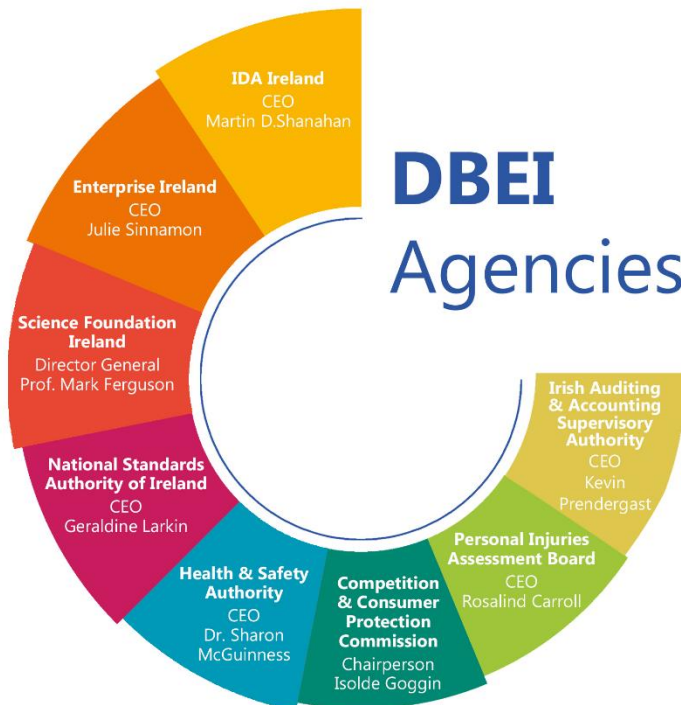 DBEI
Agencies
IDA Ireland
CEO
Martin D.Shanahan
Enterprise Ireland
CEO
Julie Sinnamon
Science Foundation
Ireland
Director General
Prof. Mark Ferguson
National Standards
Authority of Ireland
CEO
Geraldine Larkin
Health & Safety
Authority
CEO
Dr. Sharon
McGuinness
Competition
& Consumer
Protection
Commission
Chairperson
Isolde Goggin
Personal Injuries
Assessment Board
CEO
Rosalind Carroll
Irish Auditing
& Accounting
Supervisory
Authority
CEO
Kevin
Prendergast